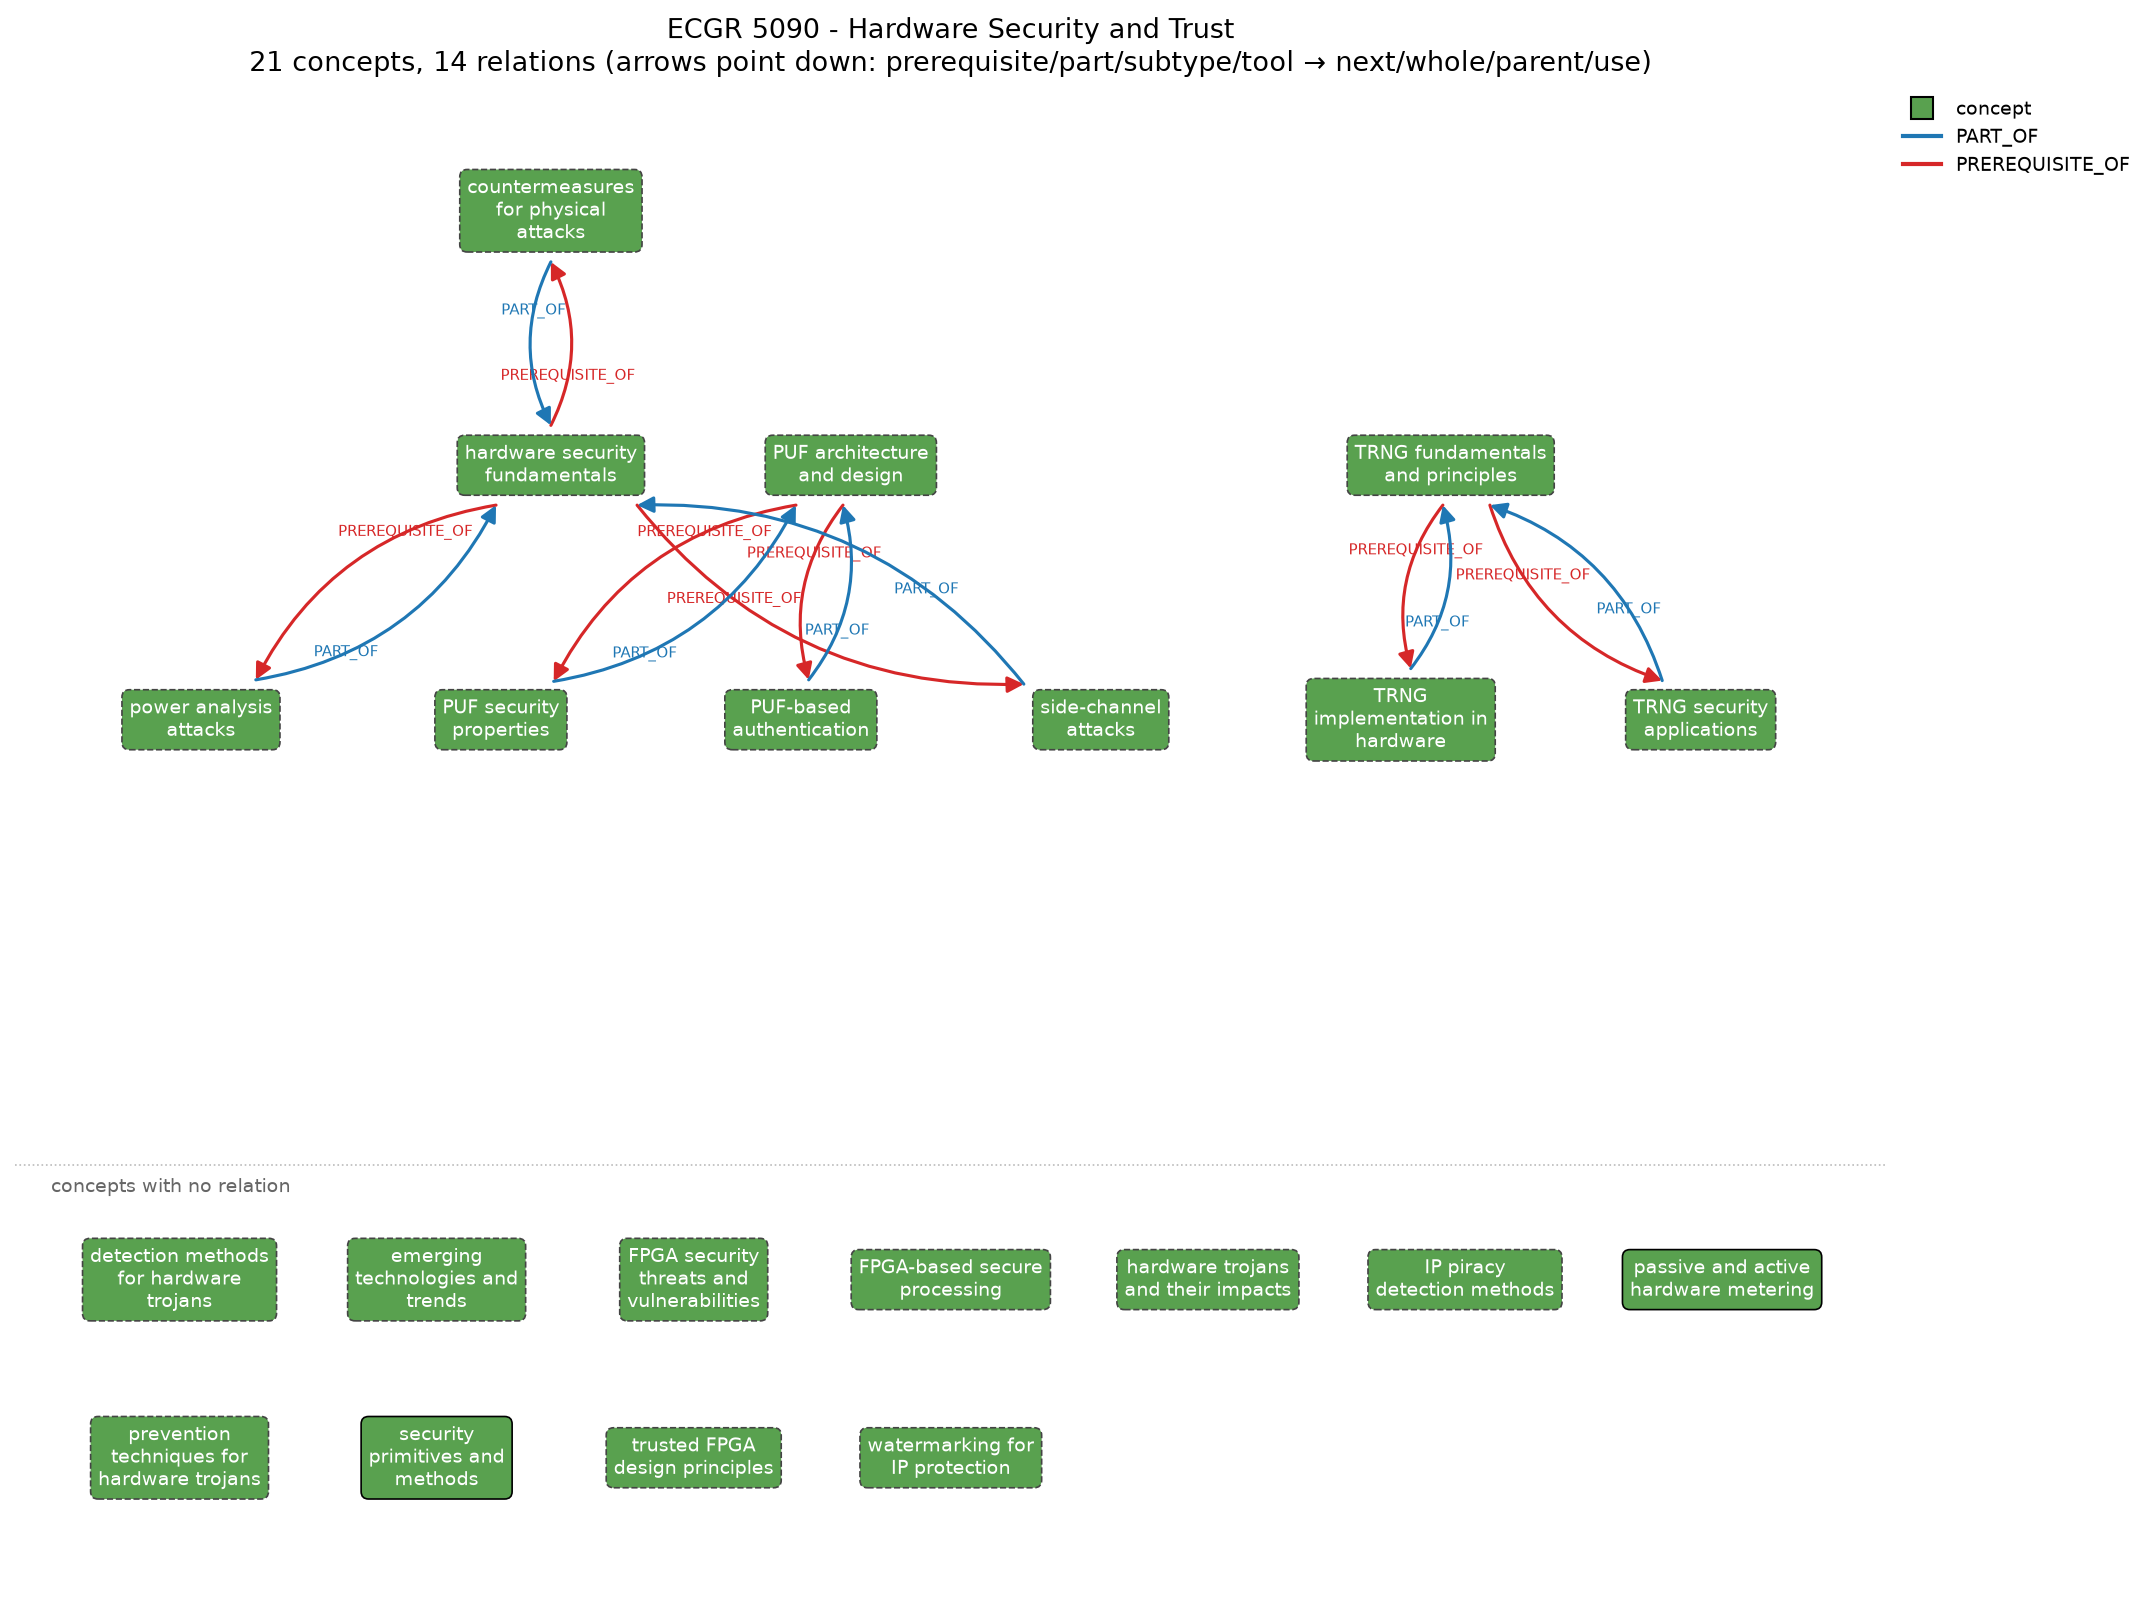 ECGR 5090 - Hardware Security and Trust
21 concepts, 14 relations (arrows point down: prerequisite/part/subtype/tool → next/whole/parent/use)
concept
PART_OF
PREREQUISITE_OF
countermeasures
for physical
attacks
PART_OF
PREREQUISITE_OF
hardware security
fundamentals
PUF architecture
and design
TRNG fundamentals
and principles
PREREQUISITE_OF
PREREQUISITE_OF
PREREQUISITE_OF
PREREQUISITE_OF
PREREQUISITE_OF
PART_OF
PREREQUISITE_OF
PART_OF
PART_OF
PART_OF
PART_OF
PART_OF
power analysis
attacks
PUF security
properties
PUF-based
authentication
side-channel
attacks
TRNG
implementation in
hardware
TRNG security
applications
concepts with no relation
detection methods
for hardware
trojans
emerging
technologies and
trends
FPGA security
threats and
vulnerabilities
FPGA-based secure
processing
hardware trojans
and their impacts
IP piracy
detection methods
passive and active
hardware metering
prevention
techniques for
hardware trojans
security
primitives and
methods
trusted FPGA
design principles
watermarking for
IP protection